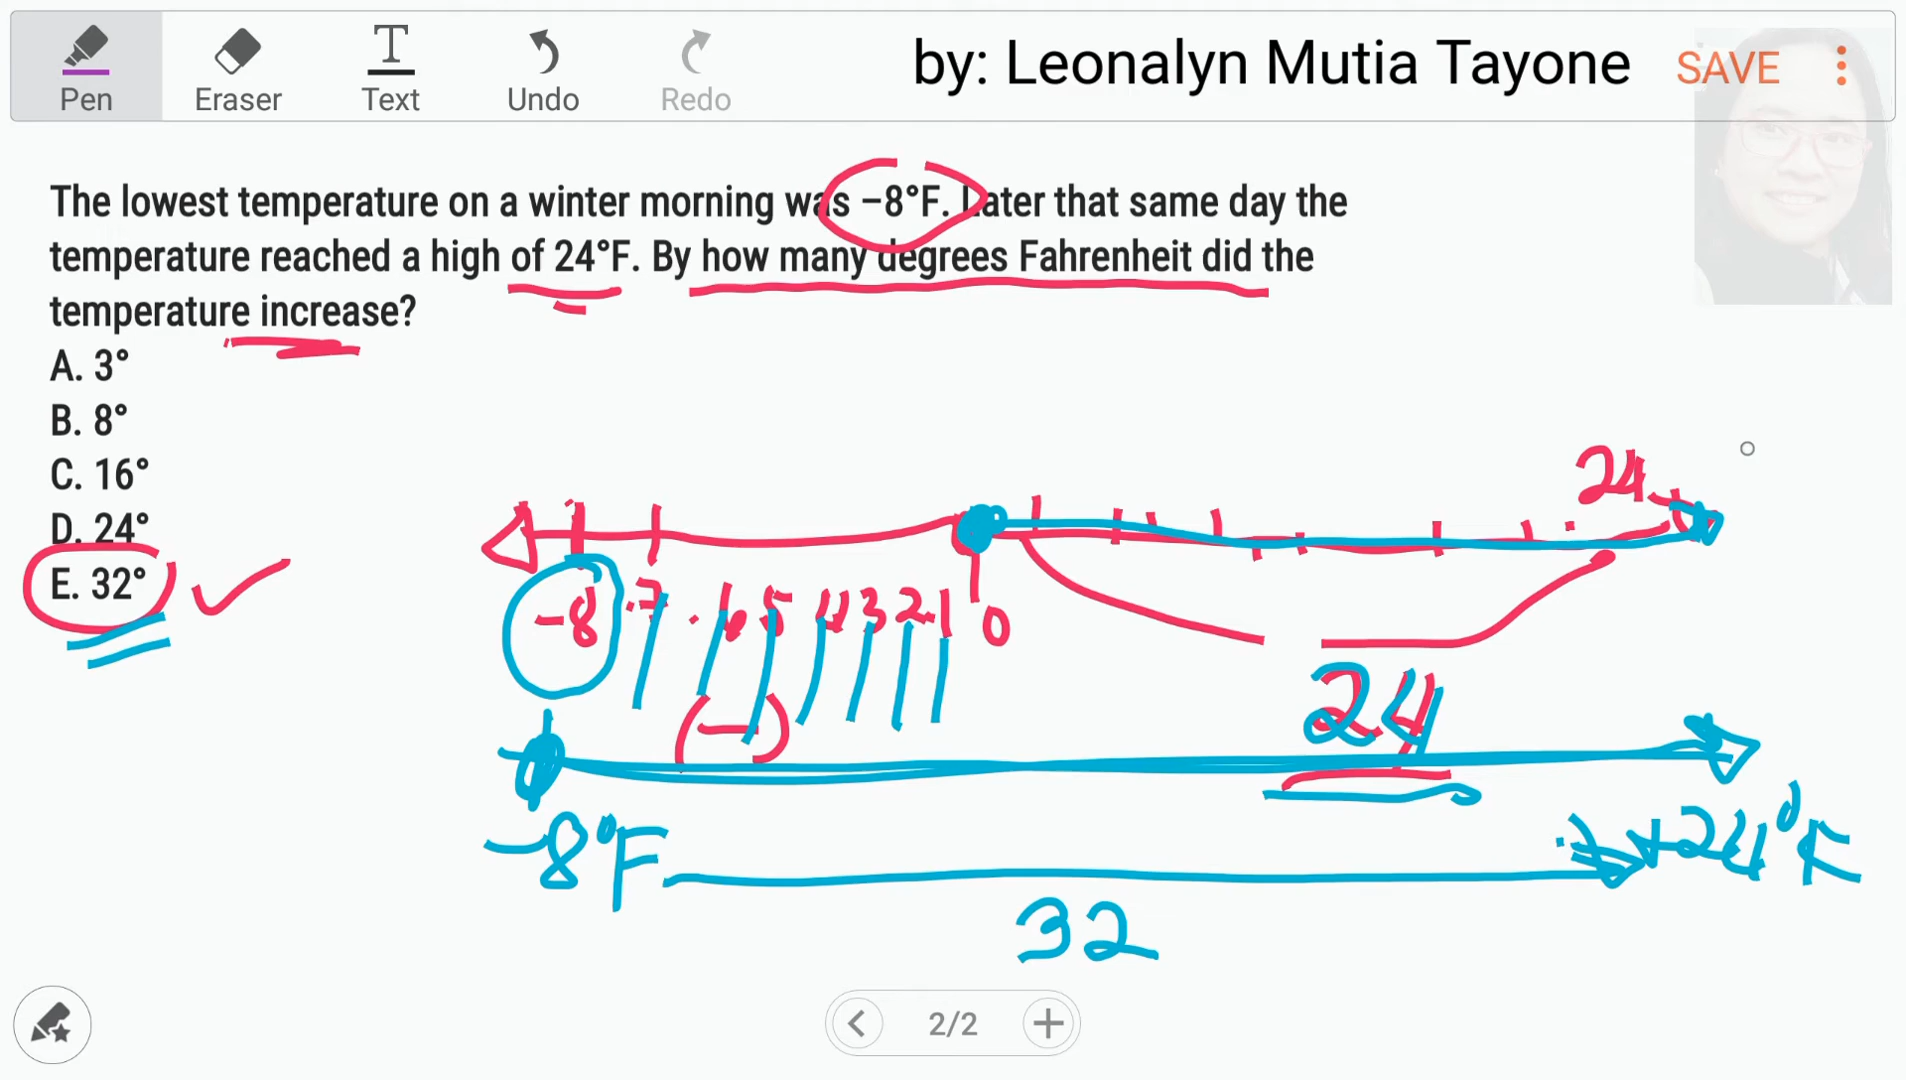 Pen Eraser Text Undo Redo by: Leonalyn Mutia Tayone SAVE
The lowest temperature on a winter morning was –8°F. Later that same day the
temperature reached a high of 24°F. By how many degrees Fahrenheit did the
temperature increase?
A. 3°
B. 8°
C. 16°
D. 24°
E. 32°
24
-8 -7 -6 5 4 3 2 -1 0
(-)
24
-8°F +24°F
32
2/2